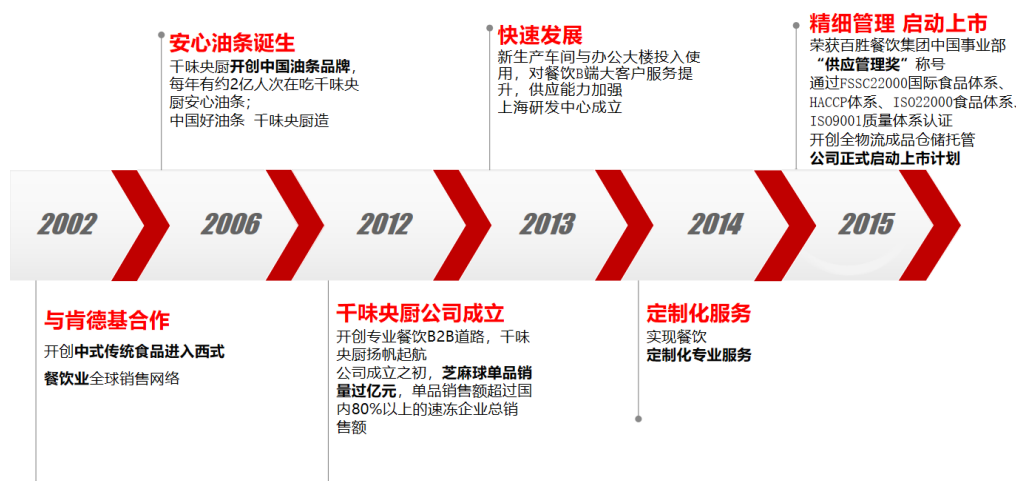 安心油条诞生
千味央厨开创中国油条品牌,
每年有约2亿人次在吃千味央
厨安心油条;
中国好油条 千味央厨造
快速发展
新生产车间与办公大楼投入使
用，对餐饮B端大客户服务提
升，供应能力加强
上海研发中心成立
精细管理 启动上市
荣获百胜餐饮集团中国事业部
“供应管理奖”称号
通过FSSC22000国际食品体系、
HACCP体系、ISO22000食品体系、
ISO9001质量体系认证
开创全物流成品仓储托管
公司正式启动上市计划
2002
2006
2012
2013
2014
2015
与肯德基合作
开创中式传统食品进入西式
餐饮业全球销售网络
千味央厨公司成立
开创专业餐饮B2B道路，千味
央厨扬帆起航
公司成立之初，芝麻球单品销
量过亿元，单品销售额超过国
内80%以上的速冻企业总销
售额
定制化服务
实现餐饮
定制化专业服务